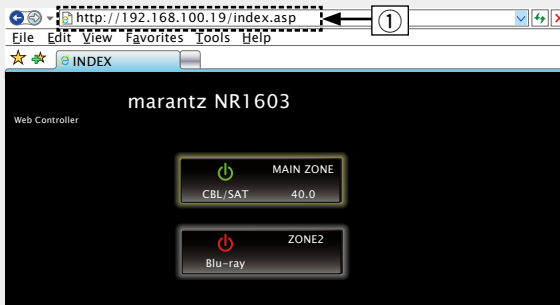 http://192.168.100.19/index.asp
①
File Edit View Favorites Tools Help
INDEX
marantz NR1603
Web Controller
MAIN ZONE
CBL/SAT 40.0
ZONE2
Blu-ray